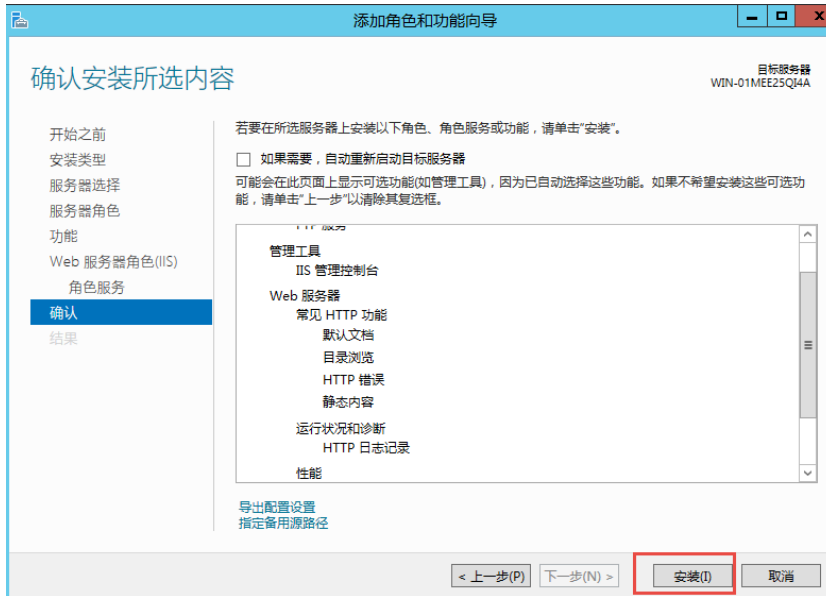 添加角色和功能向导
确认安装所选内容
目标服务器
WIN-01MEE25QI4A
开始之前
安装类型
服务器选择
服务器角色
功能
Web 服务器角色(IIS)
角色服务
确认
结果
若要在所选服务器上安装以下角色、角色服务或功能，请单击"安装"。
如果需要，自动重新启动目标服务器
可能会在此页面上显示可选功能(如管理工具)，因为已自动选择这些功能。如果不希望安装这些可选功
能，请单击"上一步"以清除其复选框。
FTP 服务
管理工具
IIS 管理控制台
Web 服务器
常见 HTTP 功能
默认文档
目录浏览
HTTP 错误
静态内容
运行状况和诊断
HTTP 日志记录
性能
导出配置设置
指定备用源路径
< 上一步(P)
下一步(N) >
安装(I)
取消